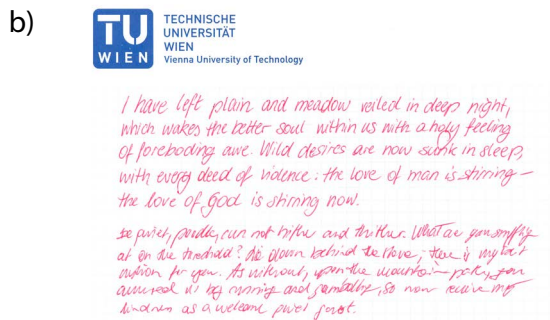 b)
TU
WIEN
TECHNISCHE
UNIVERSITÄT
WIEN
Vienna University of Technology
I have left plain and meadow veiled in deep night,
which wakes the better soul within us with a holy feeling
of foreboding awe. Wild desires are now sunk in sleep,
with every deed of violence: the love of man is stirring –
the love of God is stirring now.
Be quiet, poodle, run not hither and thither. What are you snuffling
at on the threshold? lie down behind the stove; there is my best
cushion for you. As without, upon the mountain-path, you
amused us by running and gambolling, so now receive my
kindness as a welcome quiet guest.